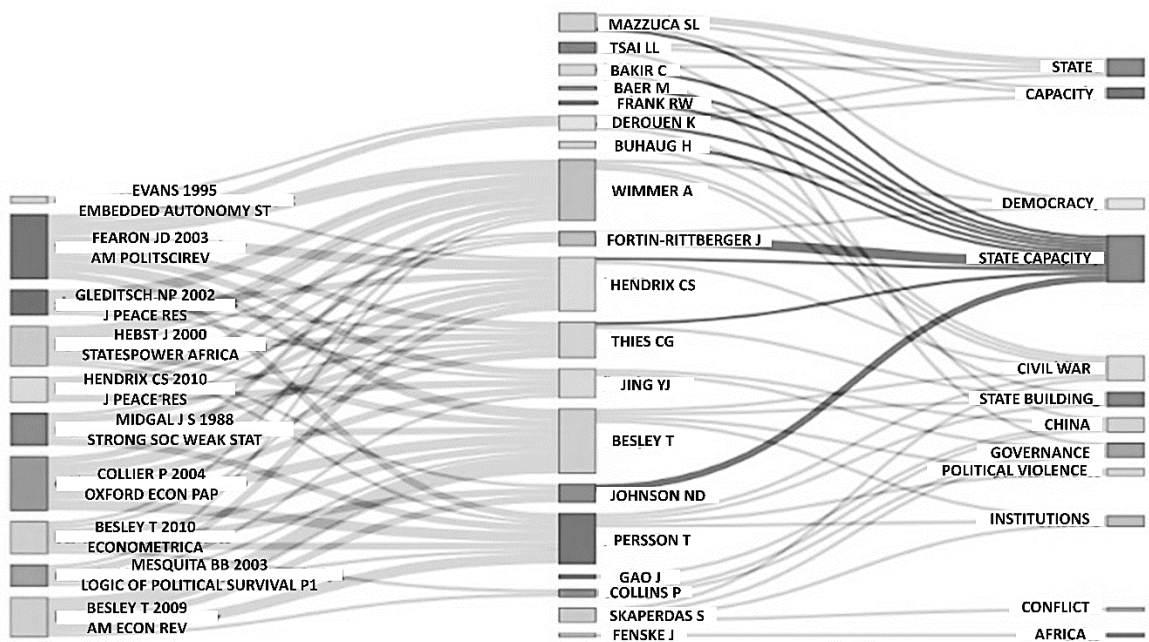 EVANS 1995
EMBEDDED AUTONOMY ST
FEARON JD 2003
AM POLITSCIREV
GLEDITSCH NP 2002
J PEACE RES
HEBST J 2000
STATESPOWER AFRICA
HENDRIX CS 2010
J PEACE RES
MIDGAL J S 1988
STRONG SOC WEAK STAT
COLLIER P 2004
OXFORD ECON PAP
BESLEY T 2010
ECONOMETRICA
MESQUITA BB 2003
LOGIC OF POLITICAL SURVIVAL P1
BESLEY T 2009
AM ECON REV
MAZZUCA SL
TSAI LL
BAKIR C
BAER M
FRANK RW
DEROUEN K
BUHAUG H
WIMMER A
FORTIN-RITTBERGER J
HENDRIX CS
THIES CG
JING YJ
BESLEY T
JOHNSON ND
PERSSON T
GAO J
COLLINS P
SKAPERDAS S
FENSKE J
STATE
CAPACITY
DEMOCRACY
STATE CAPACITY
CIVIL WAR
STATE BUILDING
CHINA
GOVERNANCE
POLITICAL VIOLENCE
INSTITUTIONS
CONFLICT
AFRICA